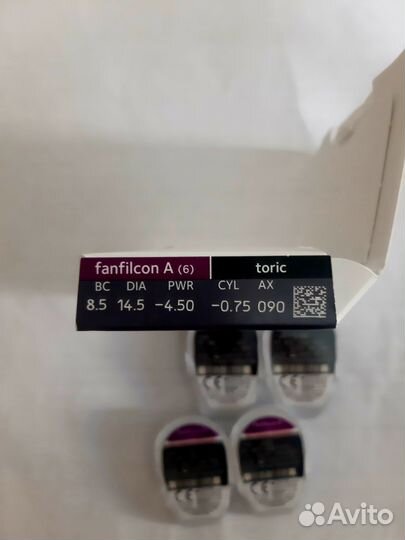 fanfilcon A (6) toric
BC DIA PWR CYL AX
8.5 14.5 −4.50 −0.75 090
Avito